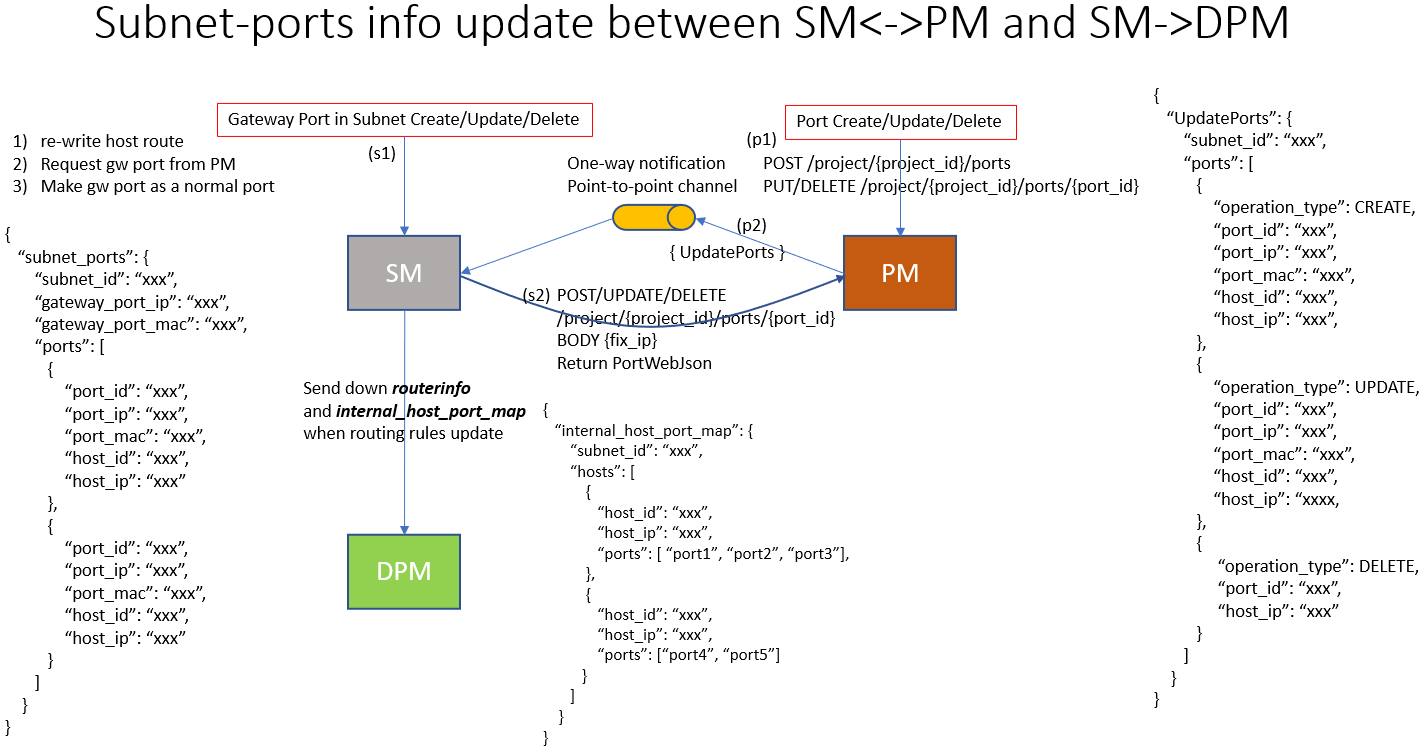 Subnet-ports info update between SM<->PM and SM->DPM
Gateway Port in Subnet Create/Update/Delete
Port Create/Update/Delete
1) re-write host route
2) Request gw port from PM
3) Make gw port as a normal port
(s1)
One-way notification
Point-to-point channel
(p1)
POST /project/{project_id}/ports
PUT/DELETE /project/{project_id}/ports/{port_id}
(p2)
{ UpdatePorts }
SM
PM
(s2) POST/UPDATE/DELETE
/project/{project_id}/ports/{port_id}
BODY {fix_ip}
Return PortWebJson
Send down routerinfo
and internal_host_port_map
when routing rules update
DPM
{
“subnet_ports”: {
“subnet_id”: “xxx”,
“gateway_port_ip”: “xxx”,
“gateway_port_mac”: “xxx”,
“ports”: [
{
“port_id”: “xxx”,
“port_ip”: “xxx”,
“port_mac”: “xxx”,
“host_id”: “xxx”,
“host_ip”: “xxx”
},
{
“port_id”: “xxx”,
“port_ip”: “xxx”,
“port_mac”: “xxx”,
“host_id”: “xxx”,
“host_ip”: “xxx”
}
]
}
}
{
“internal_host_port_map”: {
“subnet_id”: “xxx”,
“hosts”: [
{
“host_id”: “xxx”,
“host_ip”: “xxx”,
“ports”: [ “port1”, “port2”, “port3”],
},
{
“host_id”: “xxx”,
“host_ip”: “xxx”,
“ports”: [“port4”, “port5”]
}
]
}
}
{
“UpdatePorts”: {
“subnet_id”: “xxx”,
“ports”: [
{
“operation_type”: CREATE,
“port_id”: “xxx”,
“port_ip”: “xxx”,
“port_mac”: “xxx”,
“host_id”: “xxx”,
“host_ip”: “xxx”,
},
{
“operation_type”: UPDATE,
“port_id”: “xxx”,
“port_ip”: “xxx”,
“port_mac”: “xxx”,
“host_id”: “xxx”,
“host_ip”: “xxxx,
},
{
“operation_type”: DELETE,
“port_id”: “xxx”,
“host_ip”: “xxx”
}
]
}
}